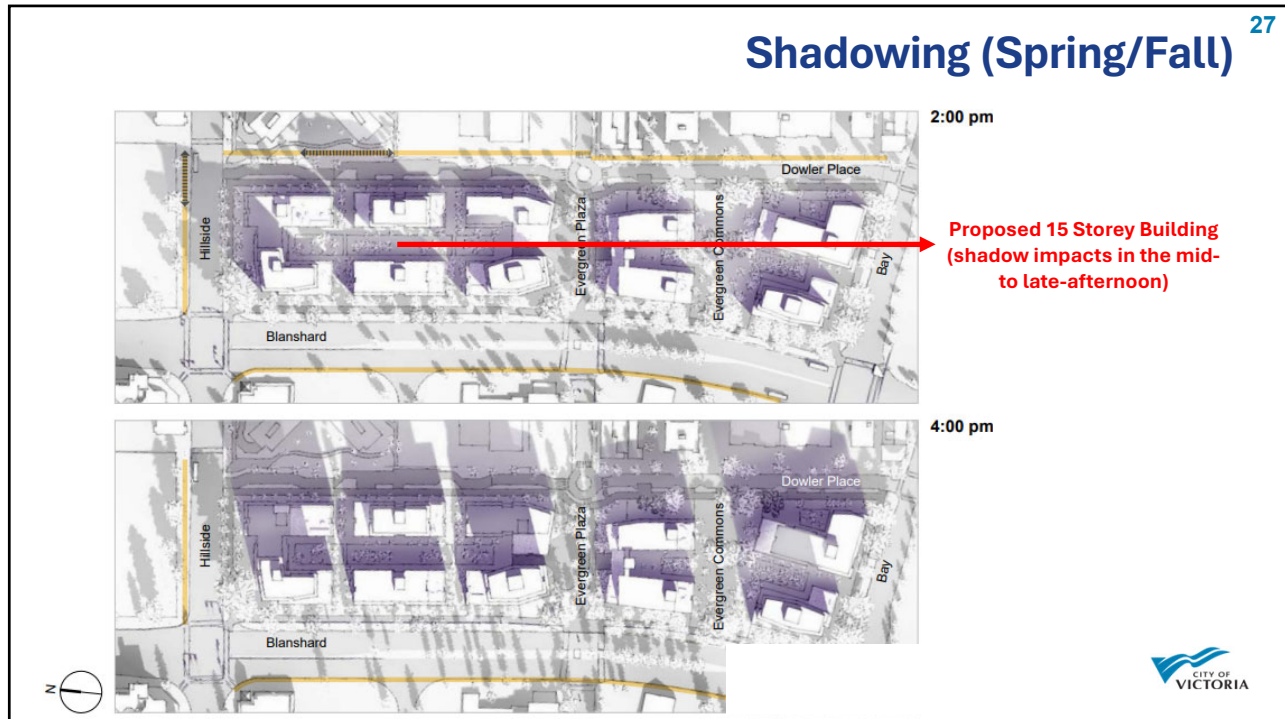 27
Shadowing (Spring/Fall)
2:00 pm
Dowler Place
Hillside
Evergreen Plaza
Evergreen Commons
Bay
Blanshard
Proposed 15 Storey Building
(shadow impacts in the mid-
to late-afternoon)
4:00 pm
Dowler Place
Hillside
Evergreen Plaza
Evergreen Commons
Bay
Blanshard
N
CITY OF
VICTORIA